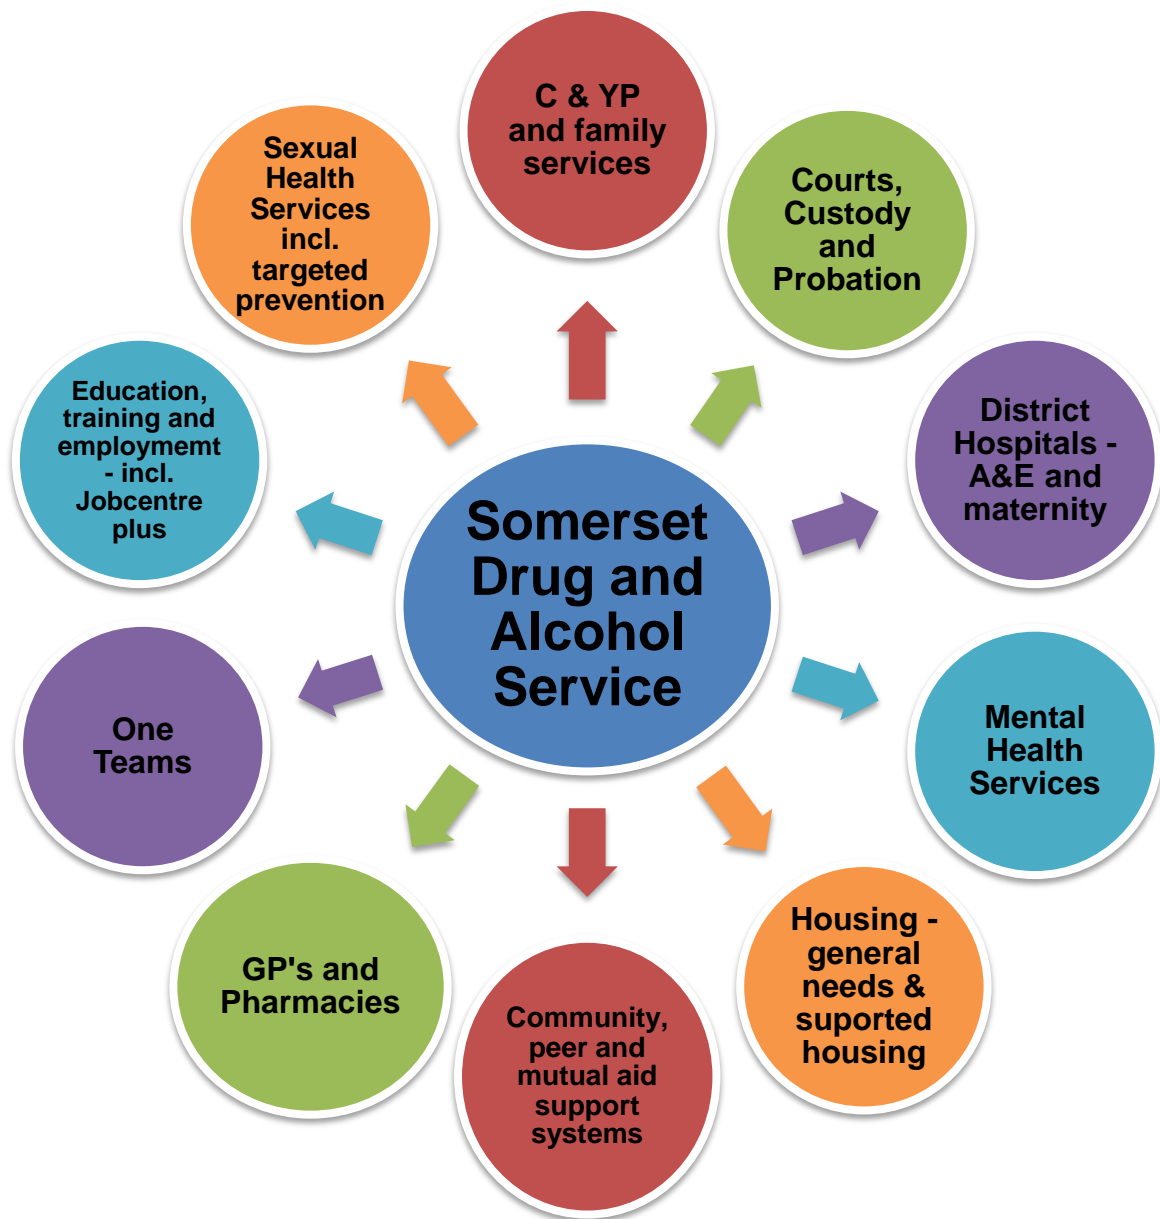 C & YP
and family
services
Courts,
Custody
and
Probation
District
Hospitals -
A&E and
maternity
Mental
Health
Services
Housing -
general
needs &
suported
housing
Community,
peer and
mutual aid
support
systems
GP's and
Pharmacies
One
Teams
Education,
training and
employmemt
- incl.
Jobcentre
plus
Sexual
Health
Services
incl.
targeted
prevention
Somerset
Drug and
Alcohol
Service